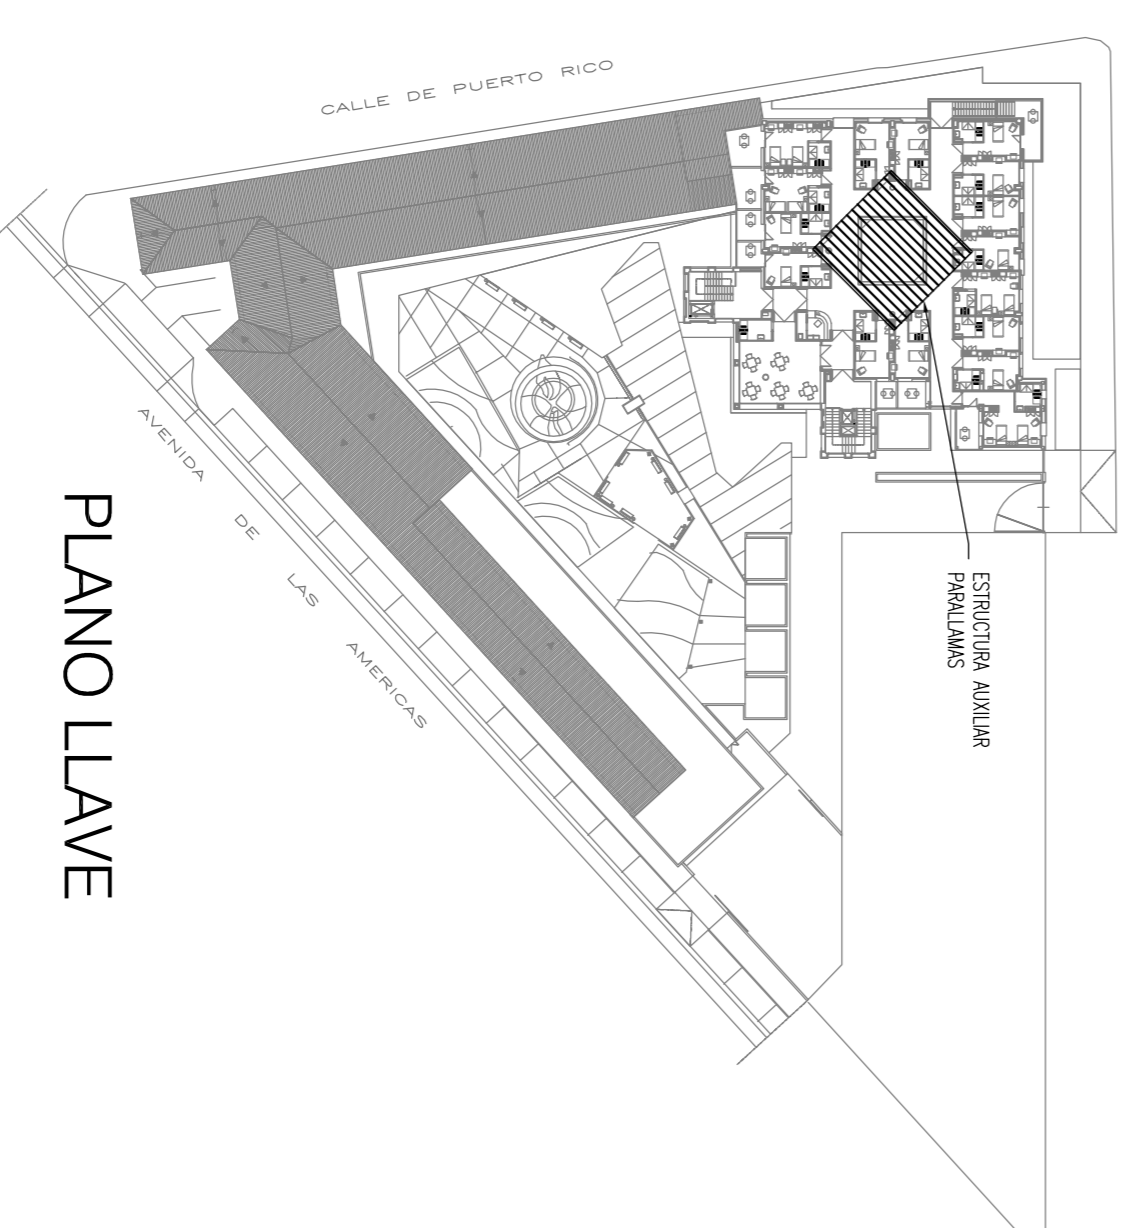 CALLE DE PUERTO RICO
AVENIDA DE LAS AMERICAS
ESTRUCTURA AUXILIAR
PARALLAMAS
PLANO LLAVE